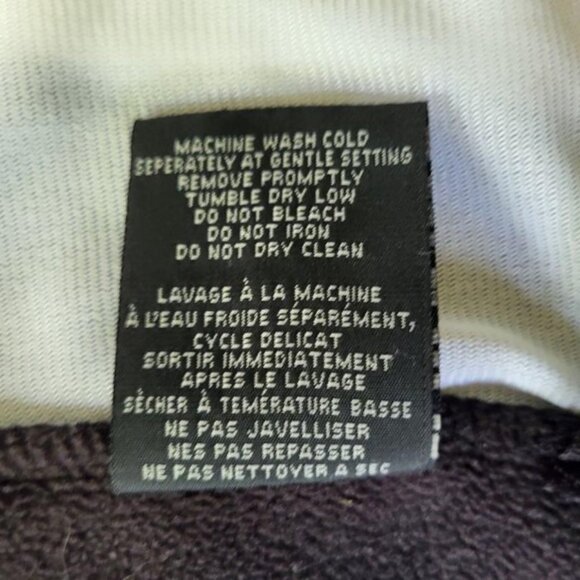 MACHINE WASH COLD
SEPERATELY AT GENTLE SETTING
REMOVE PROMPTLY
TUMBLE DRY LOW
DO NOT BLEACH
DO NOT IRON
DO NOT DRY CLEAN
LAVAGE À LA MACHINE
À L'EAU FROIDE SÉPARÉMENT,
CYCLE DELICAT
SORTIR IMMEDIATEMENT
APRES LE LAVAGE
SÈCHER À TEMÉRATURE BASSE
NE PAS JAVELLISER
NES PAS REPASSER
NE PAS NETTOYER A SEC